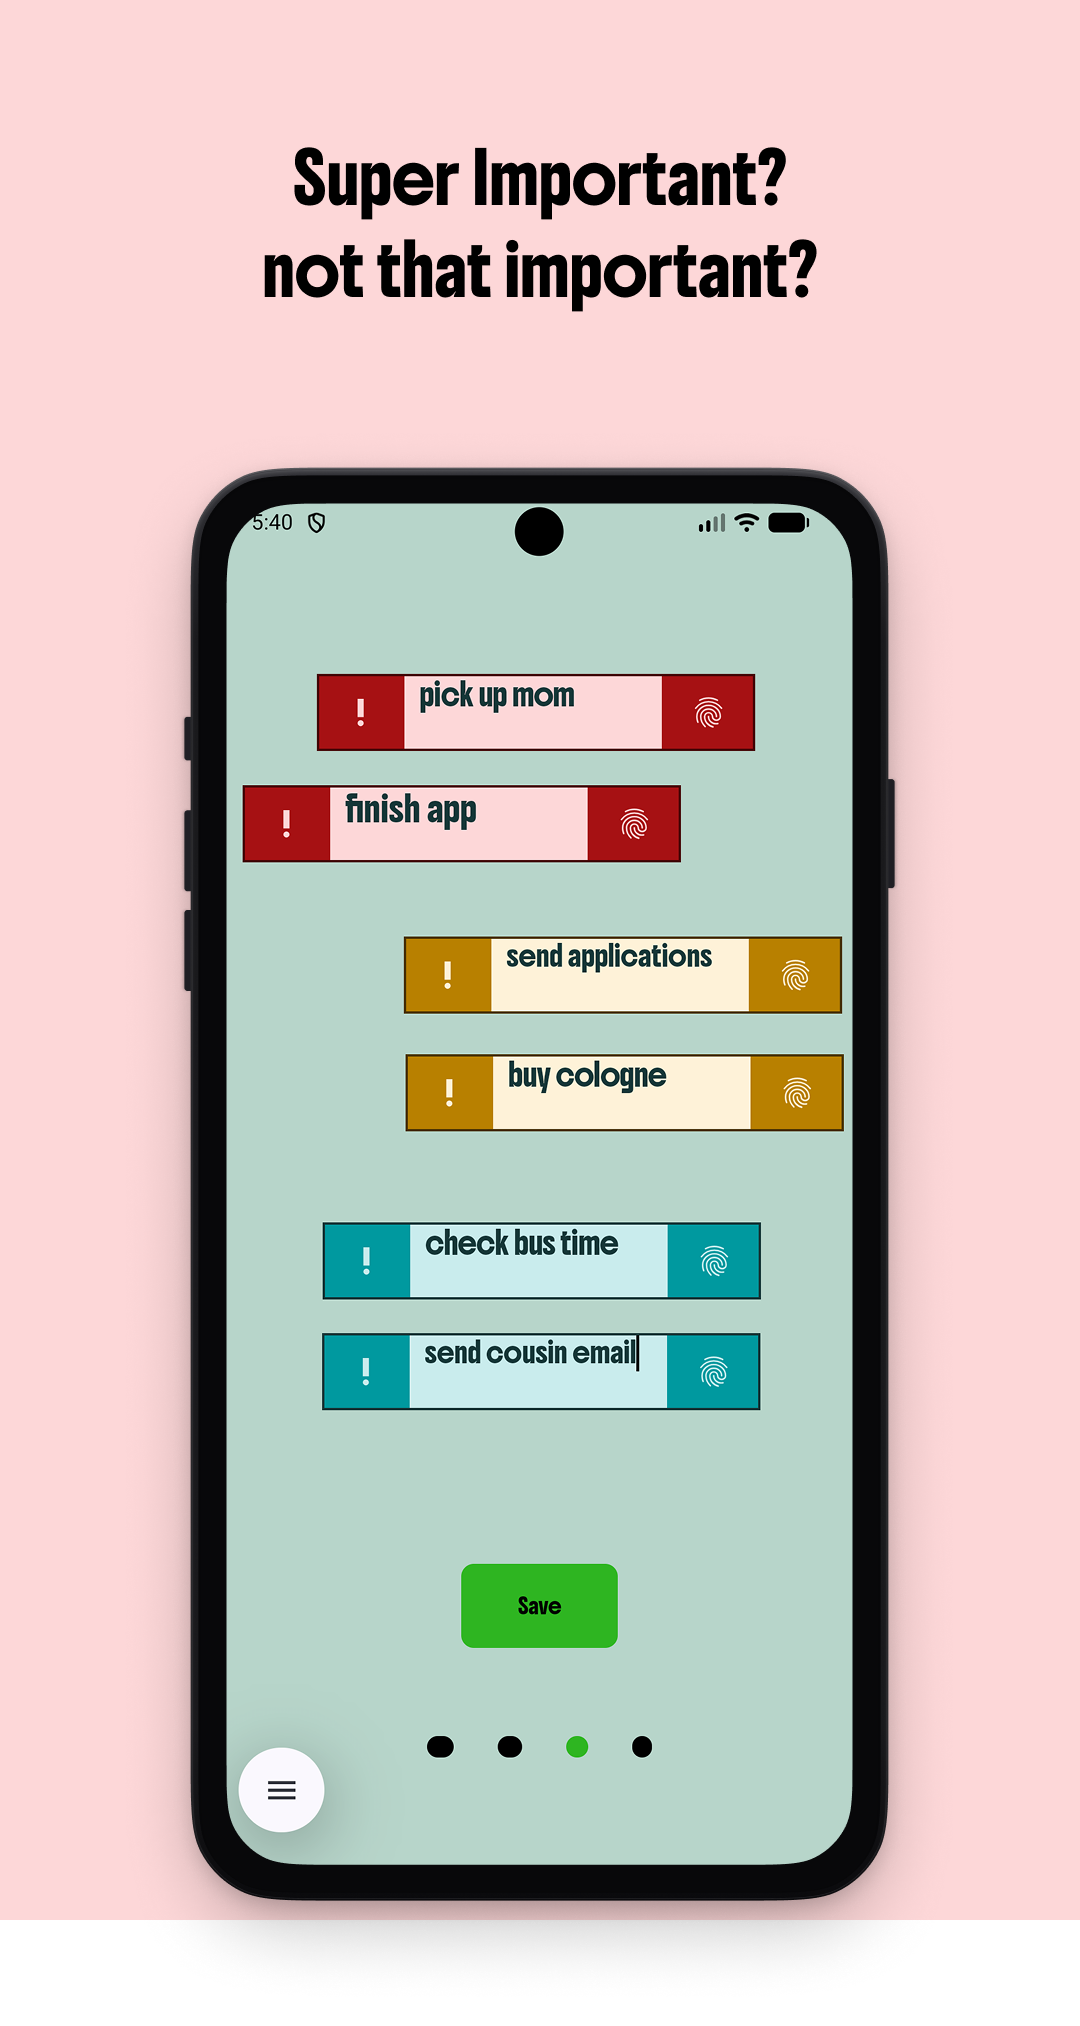 Super Important?
not that important?
5:40
! pick up mom
! finish app
! send applications
! buy cologne
! check bus time
! send cousin email
Save